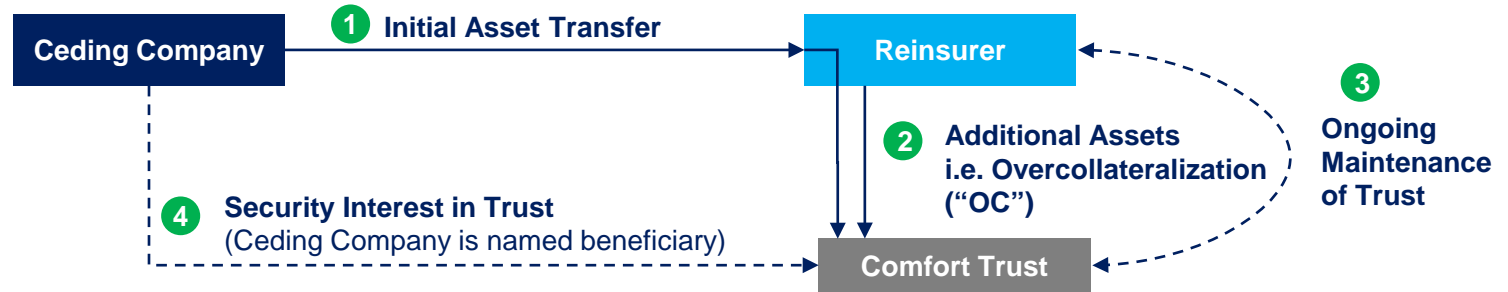 1
Initial Asset Transfer
Ceding Company
Reinsurer
2
Additional Assets
i.e. Overcollateralization
(“OC”)
3
Ongoing
Maintenance
of Trust
4
Security Interest in Trust
(Ceding Company is named beneficiary)
Comfort Trust